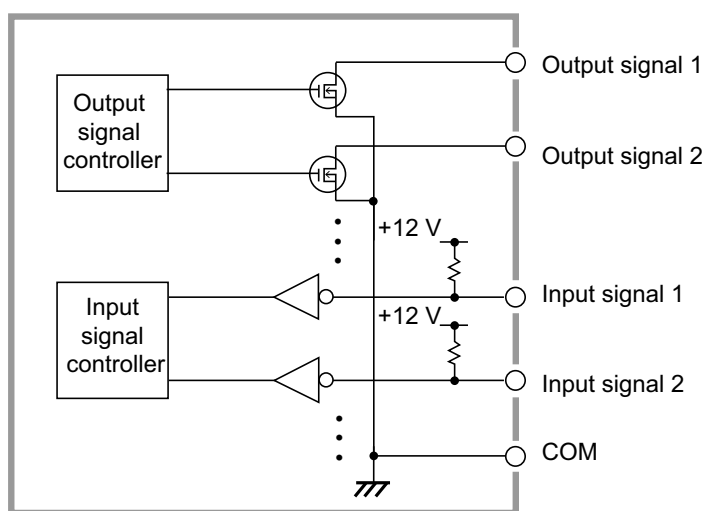 Output
signal
controller
Output signal 1
Output signal 2
+12 V
Input
signal
controller
Input signal 1
+12 V
Input signal 2
COM